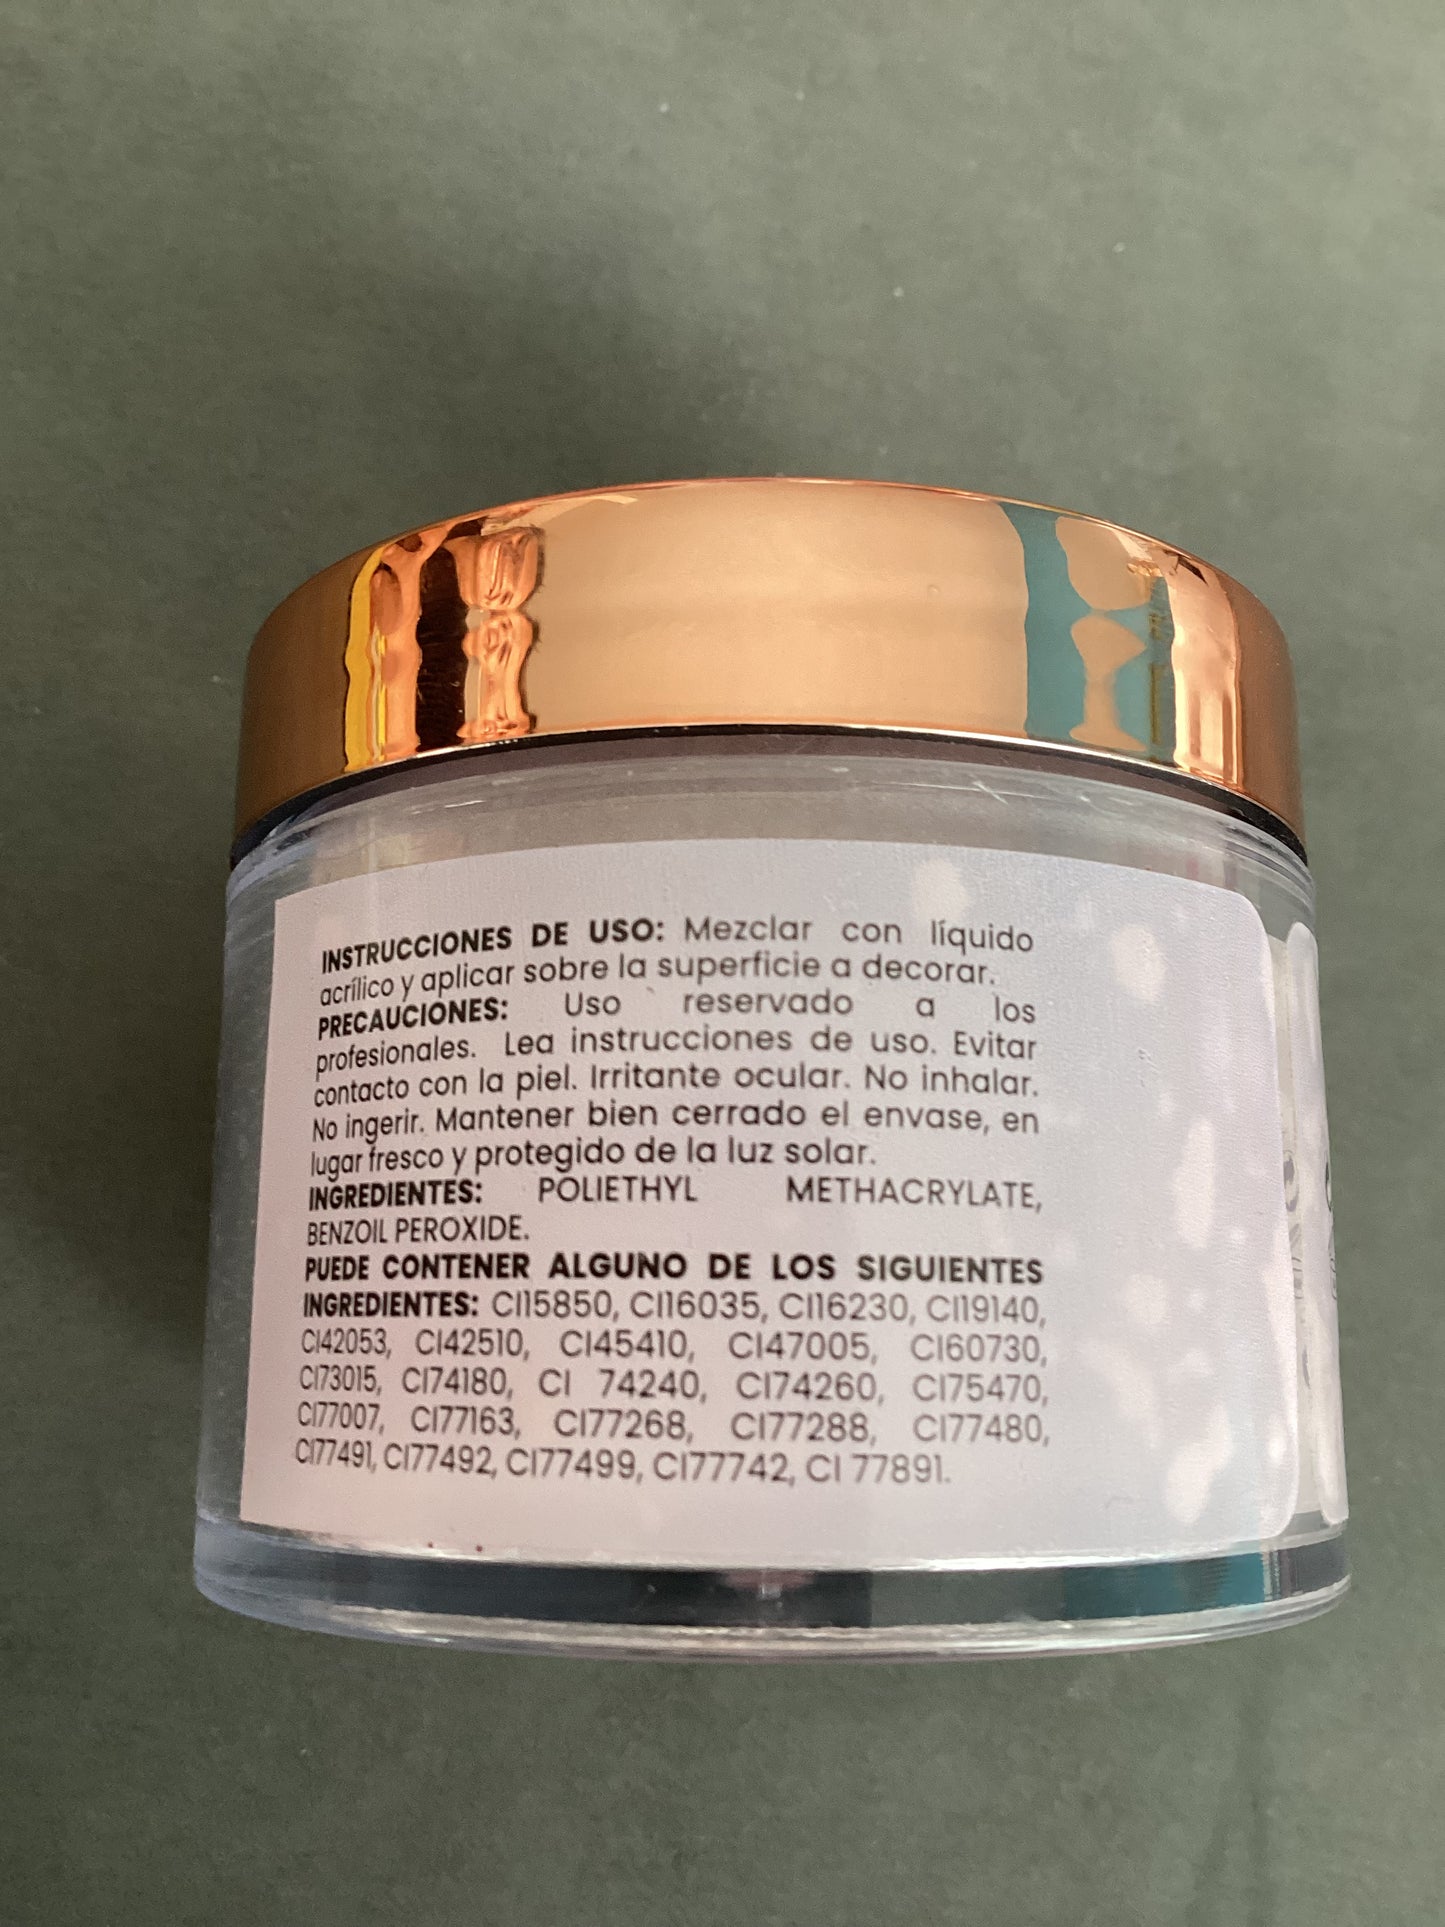 INSTRUCCIONES DE USO: Mezclar con líquido
acrílico y aplicar sobre la superficie a decorar.
PRECAUCIONES: Uso reservado a los
profesionales. Lea instrucciones de uso. Evitar
contacto con la piel. Irritante ocular. No inhalar.
No ingerir. Mantener bien cerrado el envase, en
lugar fresco y protegido de la luz solar.
INGREDIENTES: POLIETHYL METHACRYLATE,
BENZOIL PEROXIDE.
PUEDE CONTENER ALGUNO DE LOS SIGUIENTES
INGREDIENTES: CI15850, CI16035, CI16230, CI19140,
CI42053, CI42510, CI45410, CI47005, CI60730,
CI73015, CI74180, CI 74240, CI74260, CI75470,
CI77007, CI77163, CI77268, CI77288, CI77480,
CI77491, CI77492, CI77499, CI77742, CI 77891.